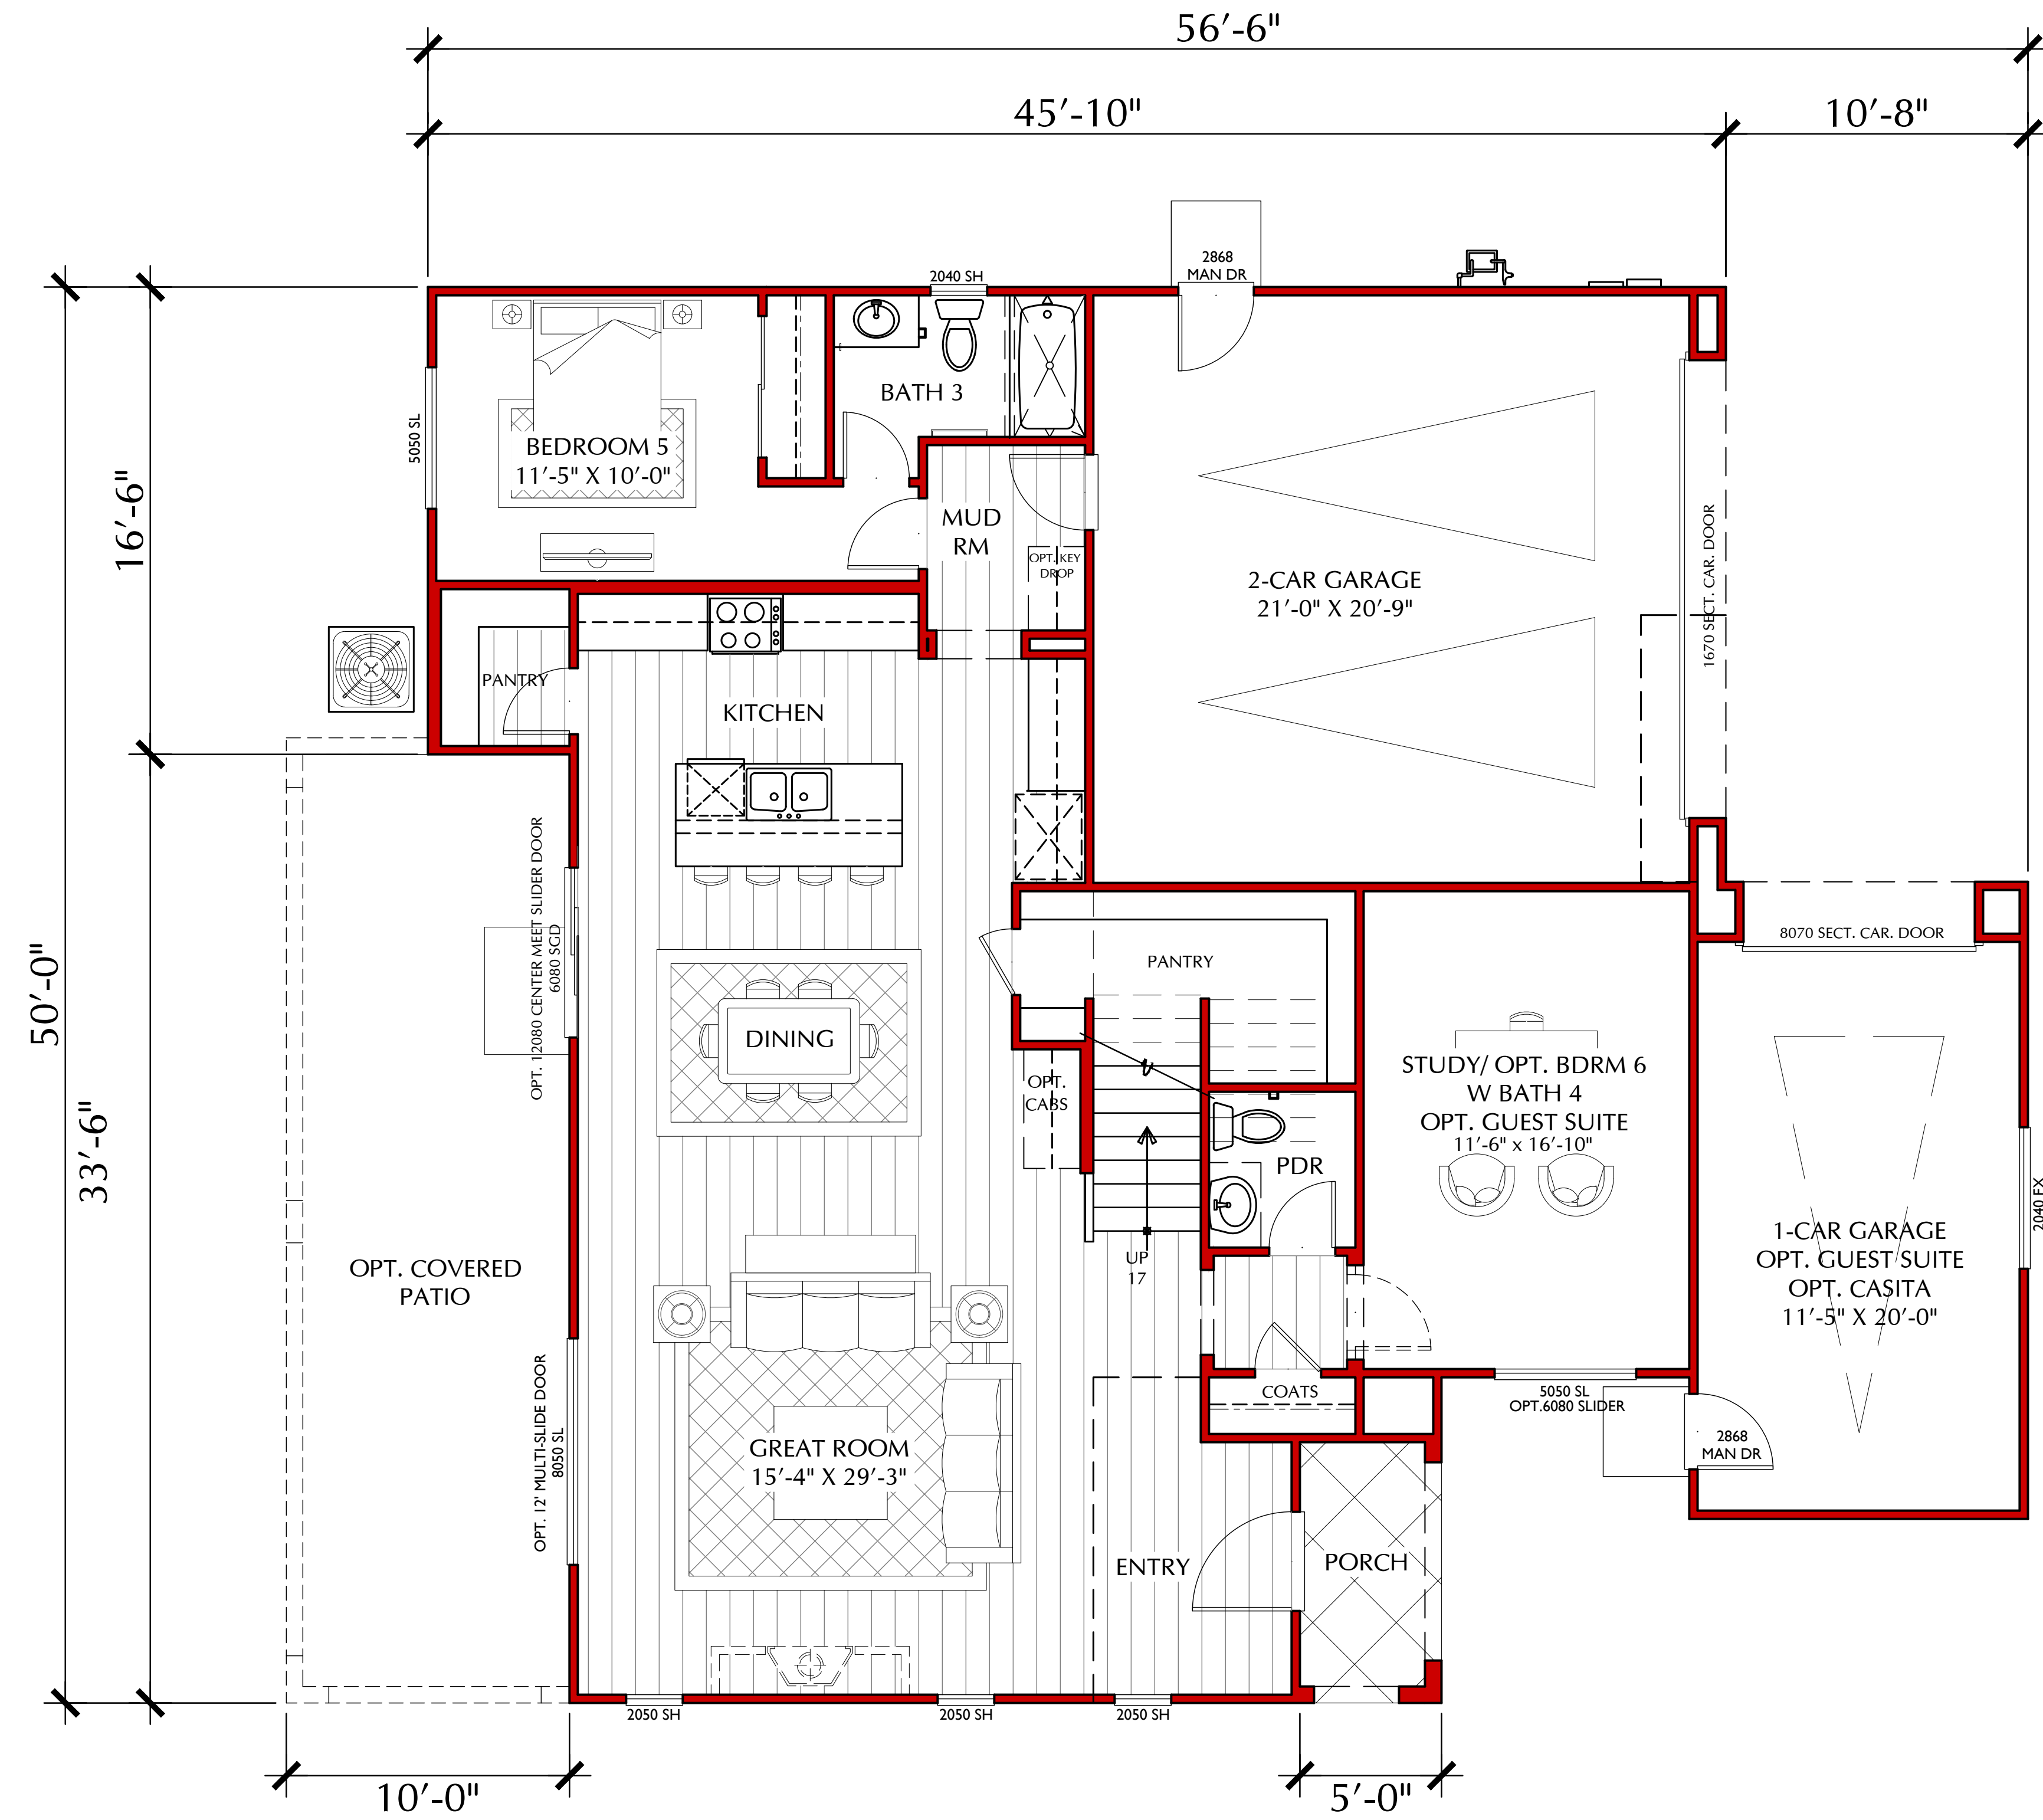 56'-6"
45'-10"
10'-8"
2868
MAN DR
2040 SH
BATH 3
5050 SL
BEDROOM 5
11'-5" X 10'-0"
16'-6"
MUD
RM
OPT. KEY
DROP
2-CAR GARAGE
21'-0" X 20'-9"
1670 SECT. CAR. DOOR
PANTRY
KITCHEN
OPT. 12080 CENTER MEET SLIDER DOOR
6080 SGD
8070 SECT. CAR. DOOR
PANTRY
50'-0"
33'-6"
DINING
OPT.
CABS
STUDY/ OPT. BDRM 6
W BATH 4
OPT. GUEST SUITE
11'-6" x 16'-10"
PDR
2040 FX
1-CAR GARAGE
OPT. GUEST SUITE
OPT. CASITA
11'-5" X 20'-0"
UP
17
OPT. COVERED
PATIO
COATS
5050 SL
OPT.6080 SLIDER
OPT. 12' MULTI-SLIDE DOOR
8050 SL
GREAT ROOM
15'-4" X 29'-3"
2868
MAN DR
ENTRY
PORCH
2050 SH
2050 SH
2050 SH
10'-0"
5'-0"